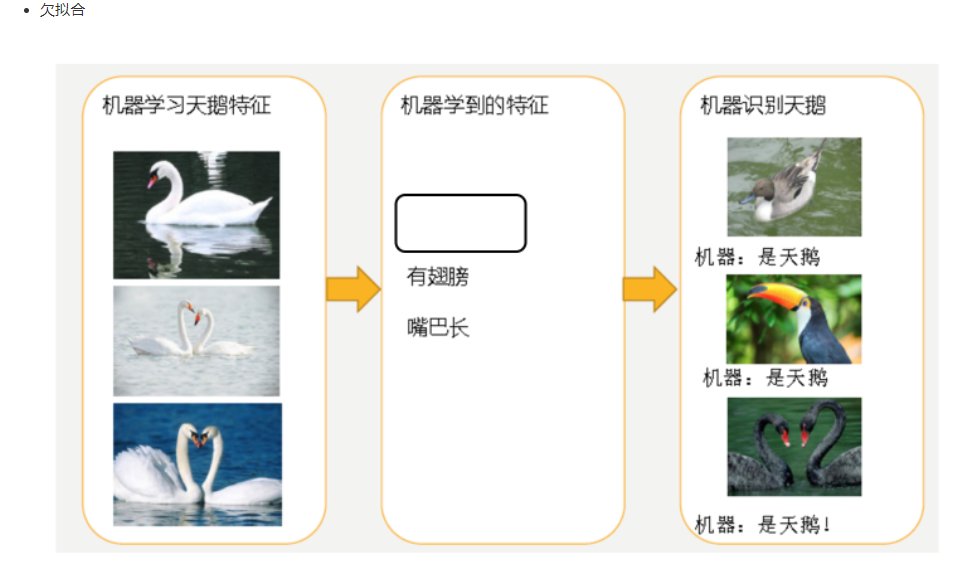 欠拟合
机器学习天鹅特征
机器学到的特征
有翅膀
嘴巴长
机器识别天鹅
机器：是天鹅
机器：是天鹅
机器：是天鹅！